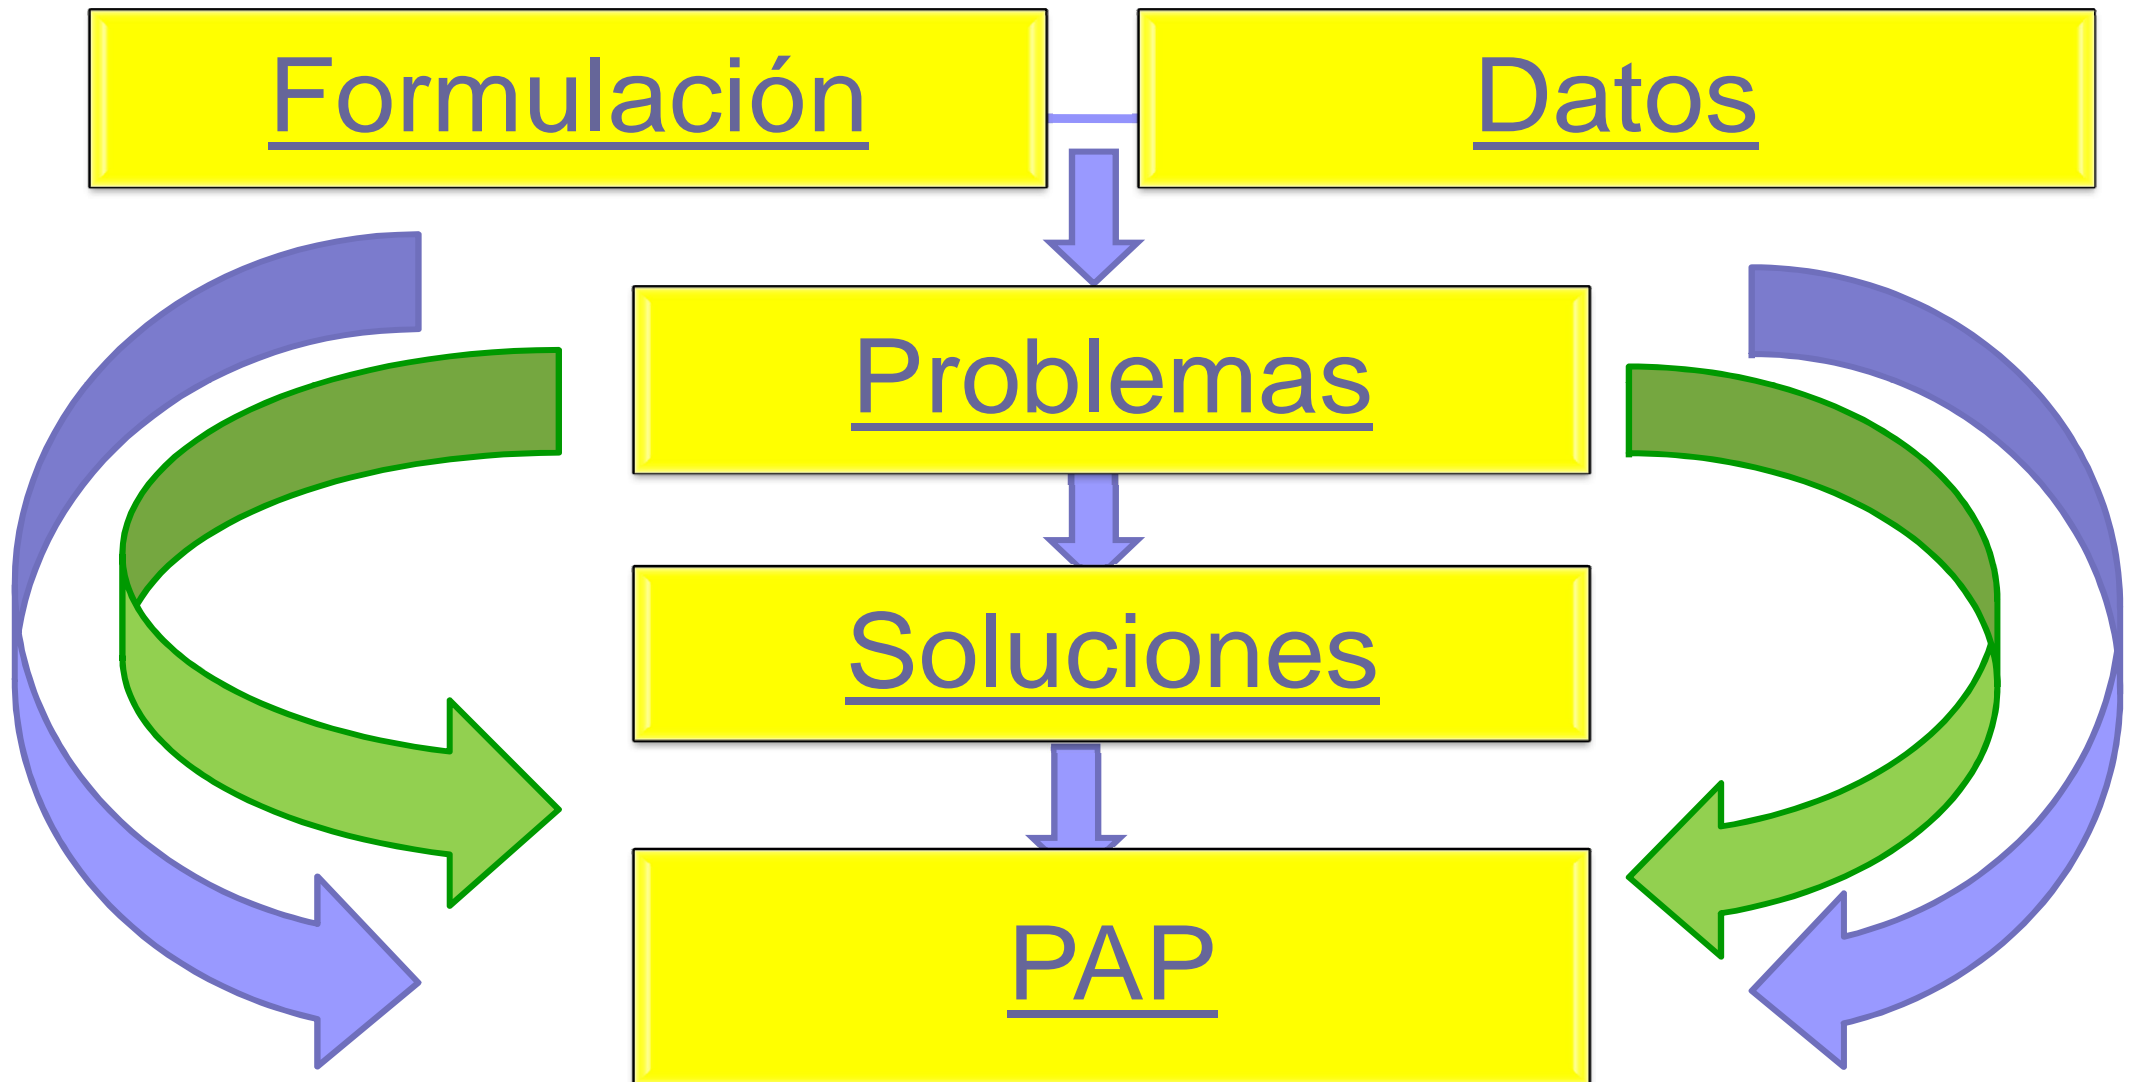 Formulación
Datos
Problemas
Soluciones
PAP